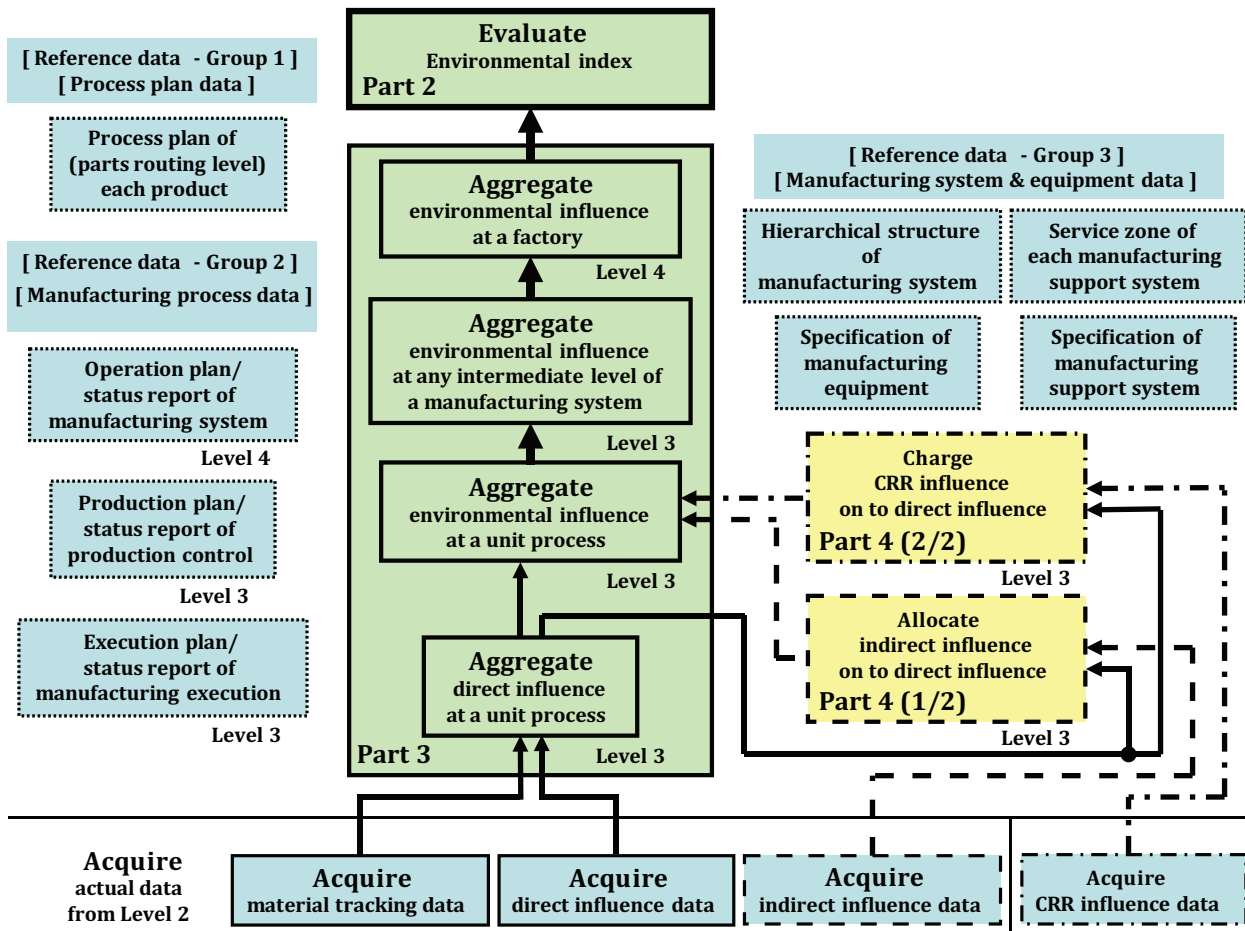 Evaluate
Environmental index
Part 2
[ Reference data - Group 1 ]
[ Process plan data ]
Process plan of
(parts routing level)
each product
[ Reference data - Group 2 ]
[ Manufacturing process data ]
Operation plan/
status report of
manufacturing system
Level 4
Production plan/
status report of
production control
Level 3
Execution plan/
status report of
manufacturing execution
Level 3
Aggregate
environmental influence
at a factory
Level 4
Aggregate
environmental influence
at any intermediate level of
a manufacturing system
Level 3
Aggregate
environmental influence
at a unit process
Level 3
Aggregate
direct influence
at a unit process
Part 3
Level 3
[ Reference data - Group 3 ]
[ Manufacturing system & equipment data ]
Hierarchical structure
of
manufacturing system
Service zone of
each manufacturing
support system
Specification of
manufacturing
equipment
Specification of
manufacturing
support system
Charge
CRR influence
on to direct influence
Part 4 (2/2)
Level 3
Allocate
indirect influence
on to direct influence
Part 4 (1/2)
Level 3
Acquire
actual data
from Level 2
Acquire
material tracking data
Acquire
direct influence data
Acquire
indirect influence data
Acquire
CRR influence data